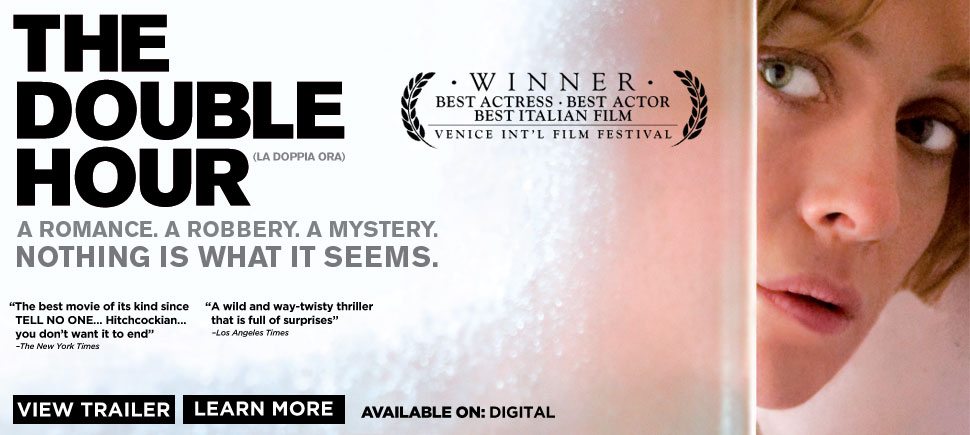 THE
DOUBLE
HOUR
(LA DOPPIA ORA)
A ROMANCE. A ROBBERY. A MYSTERY.
NOTHING IS WHAT IT SEEMS.
· WINNER ·
BEST ACTRESS · BEST ACTOR
BEST ITALIAN FILM
VENICE INT'L FILM FESTIVAL
“The best movie of its kind since
TELL NO ONE... Hitchcockian...
you don't want it to end”
–The New York Times
“A wild and way-twisty thriller
that is full of surprises”
–Los Angeles Times
VIEW TRAILER
LEARN MORE
AVAILABLE ON: DIGITAL